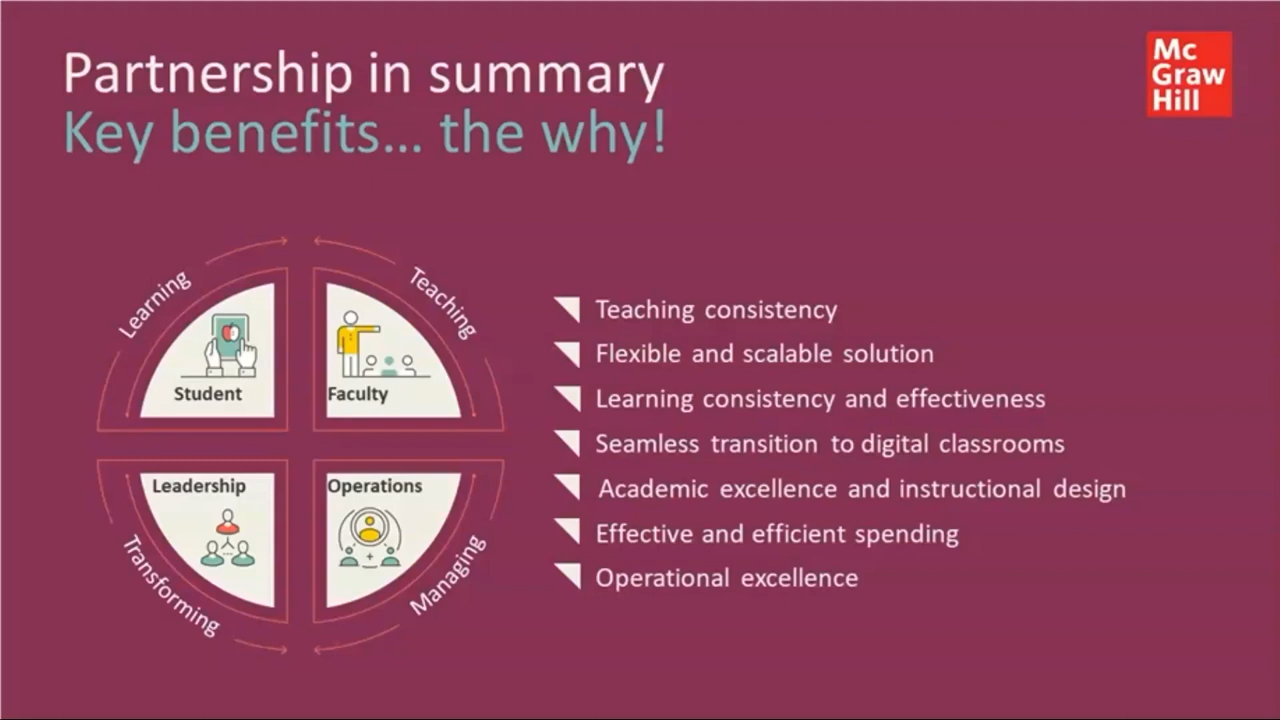 Partnership in summary
Key benefits... the why!
Mc
Graw
Hill
Learning
Teaching
Student
Faculty
Leadership
Operations
Transforming
Managing
Teaching consistency
Flexible and scalable solution
Learning consistency and effectiveness
Seamless transition to digital classrooms
Academic excellence and instructional design
Effective and efficient spending
Operational excellence